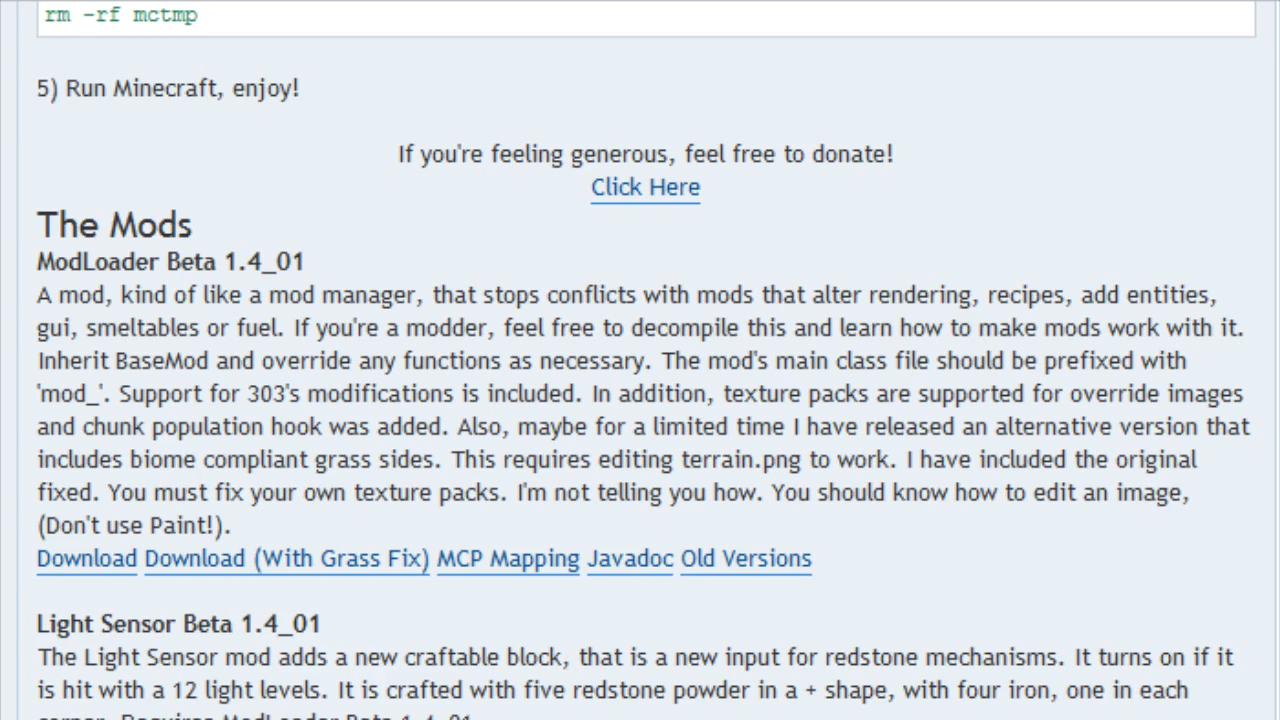 rm -rf mctmp
5) Run Minecraft, enjoy!
If you're feeling generous, feel free to donate!
Click Here
The Mods
ModLoader Beta 1.4_01
A mod, kind of like a mod manager, that stops conflicts with mods that alter rendering, recipes, add entities,
gui, smeltables or fuel. If you're a modder, feel free to decompile this and learn how to make mods work with it.
Inherit BaseMod and override any functions as necessary. The mod's main class file should be prefixed with
'mod_'. Support for 303's modifications is included. In addition, texture packs are supported for override images
and chunk population hook was added. Also, maybe for a limited time I have released an alternative version that
includes biome compliant grass sides. This requires editing terrain.png to work. I have included the original
fixed. You must fix your own texture packs. I'm not telling you how. You should know how to edit an image,
(Don't use Paint!).
Download Download (With Grass Fix) MCP Mapping Javadoc Old Versions
Light Sensor Beta 1.4_01
The Light Sensor mod adds a new craftable block, that is a new input for redstone mechanisms. It turns on if it
is hit with a 12 light levels. It is crafted with five redstone powder in a + shape, with four iron, one in each
corner. Requires ModLoader Beta 1.4_01